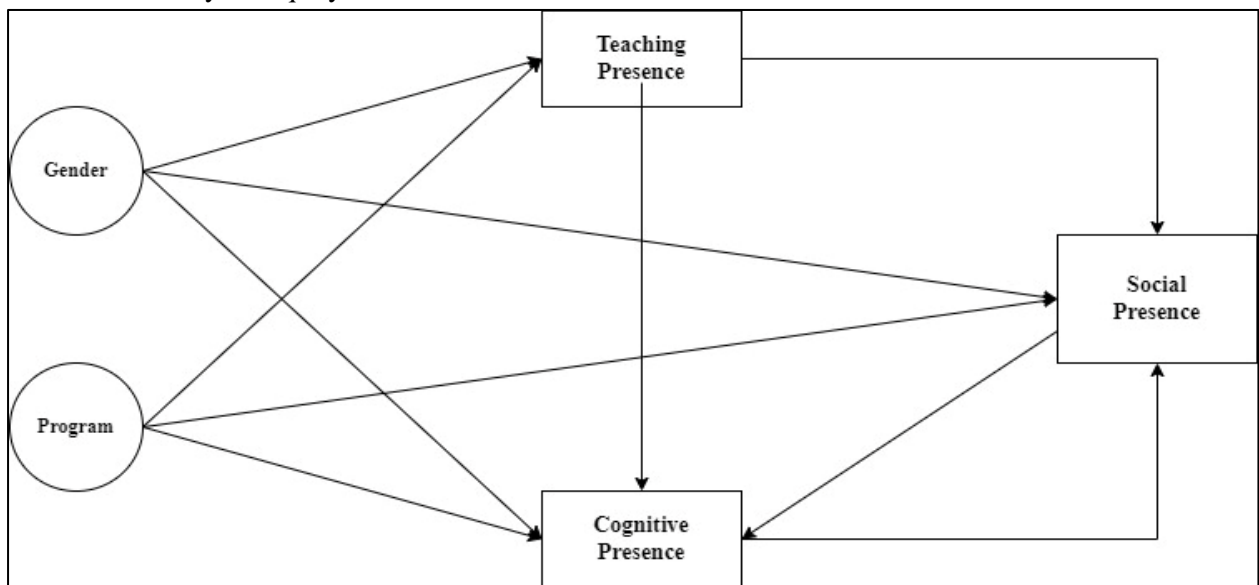 Teaching
Presence
Gender
Social
Presence
Program
Cognitive
Presence